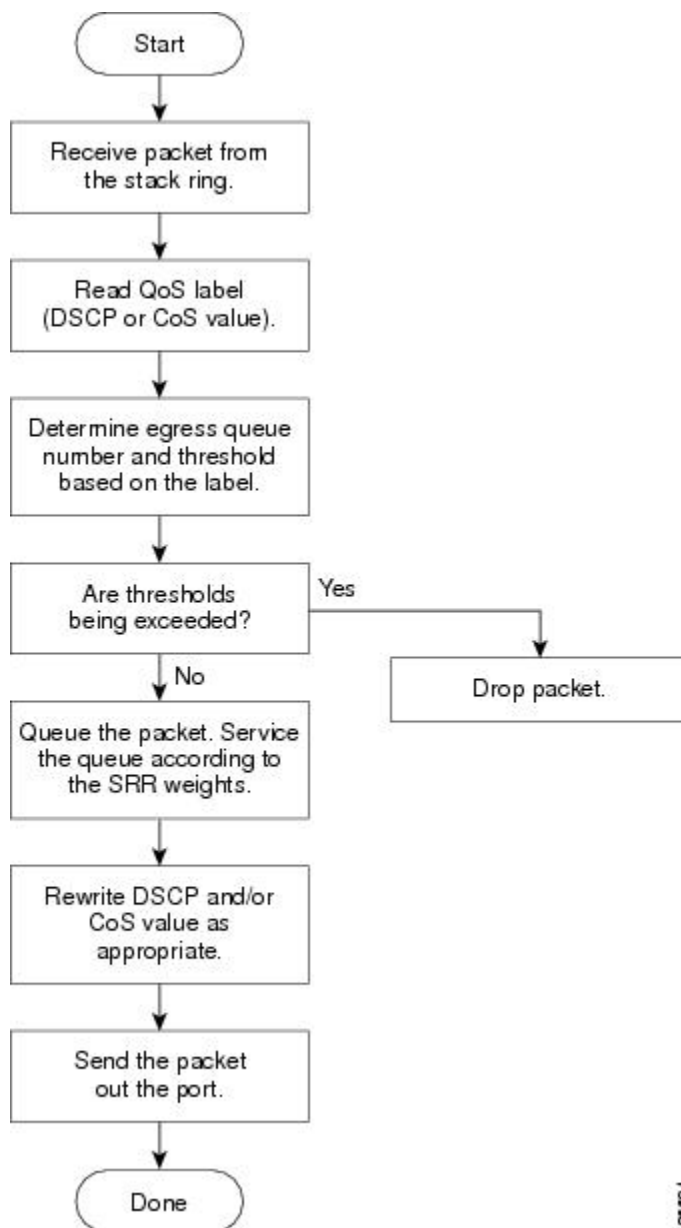 Start
Receive packet from
the stack ring.
Read QoS label
(DSCP or CoS value).
Determine egress queue
number and threshold
based on the label.
Are thresholds
being exceeded?
Yes
No
Drop packet.
Queue the packet. Service
the queue according to
the SRR weights.
Rewrite DSCP and/or
CoS value as
appropriate.
Send the packet
out the port.
Done